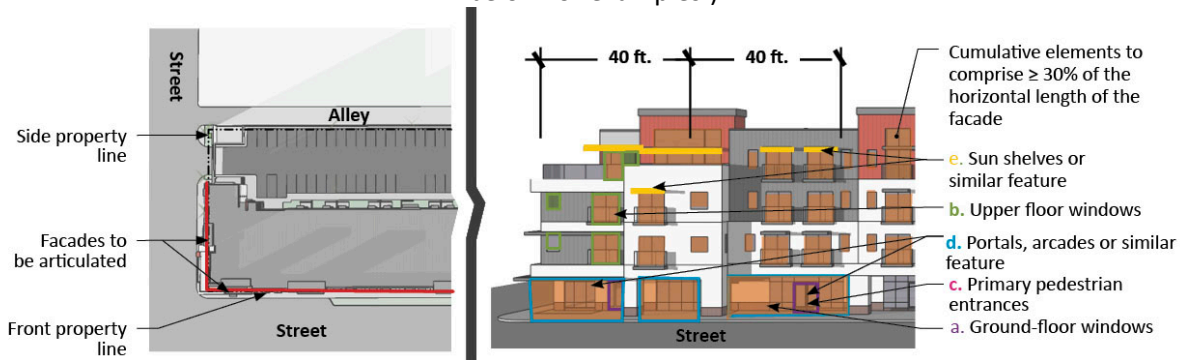 Street
Alley
Side property
line
Facades to
be articulated
Front property
line
Street
40 ft.
40 ft.
Cumulative elements to
comprise ≥ 30% of the
horizontal length of the
facade
e. Sun shelves or
similar feature
b. Upper floor windows
d. Portals, arcades or similar
feature
c. Primary pedestrian
entrances
a. Ground-floor windows
Street